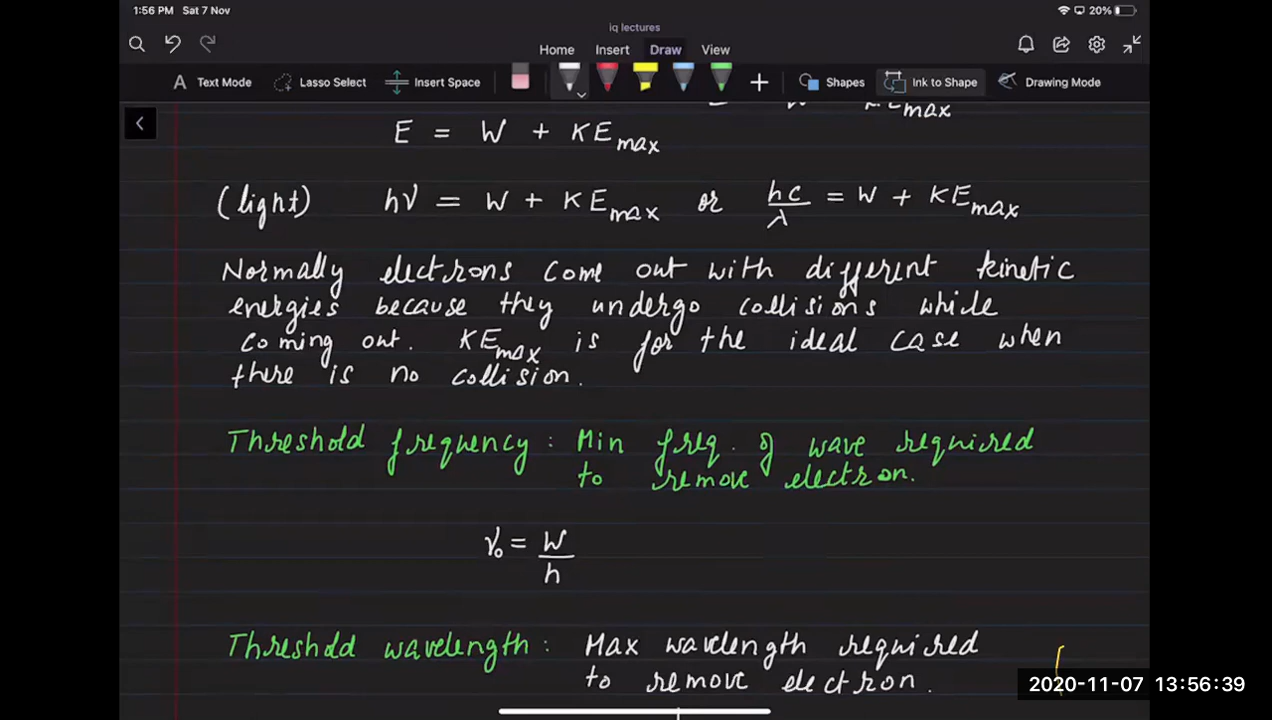 1:56 PM Sat 7 Nov 20%
iq lectures
Home Insert Draw View
Text Mode Lasso Select Insert Space Shapes Ink to Shape Drawing Mode
E = W + KEmax
(light) hν = W + KEmax or hc/λ = W + KEmax
Normally electrons come out with different kinetic
energies because they undergo collisions while
coming out. KEmax is for the ideal case when
there is no collision.
Threshold frequency: Min freq. of wave required
to remove electron.
ν₀ = W/h
Threshold wavelength: Max wavelength required
to remove electron.
2020-11-07 13:56:39